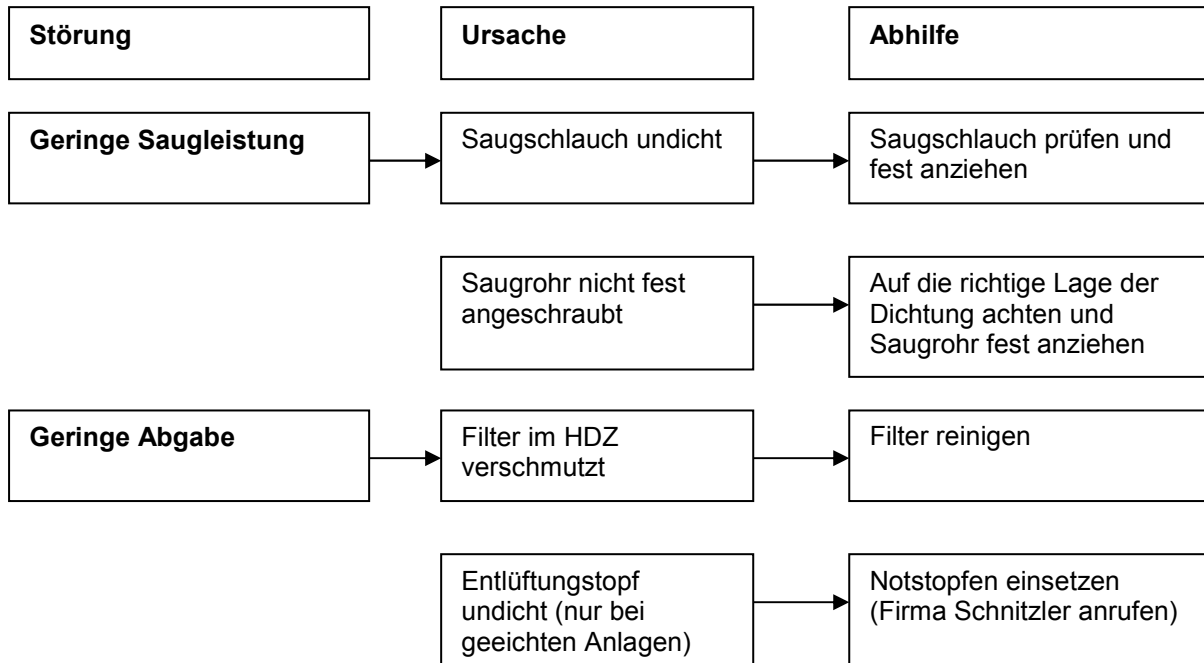 Störung
Ursache
Abhilfe
Geringe Saugleistung
Saugschlauch undicht
Saugschlauch prüfen und
fest anziehen
Saugrohr nicht fest
angeschraubt
Auf die richtige Lage der
Dichtung achten und
Saugrohr fest anziehen
Geringe Abgabe
Filter im HDZ
verschmutzt
Filter reinigen
Entlüftungstopf
undicht (nur bei
geeichten Anlagen)
Notstopfen einsetzen
(Firma Schnitzler anrufen)